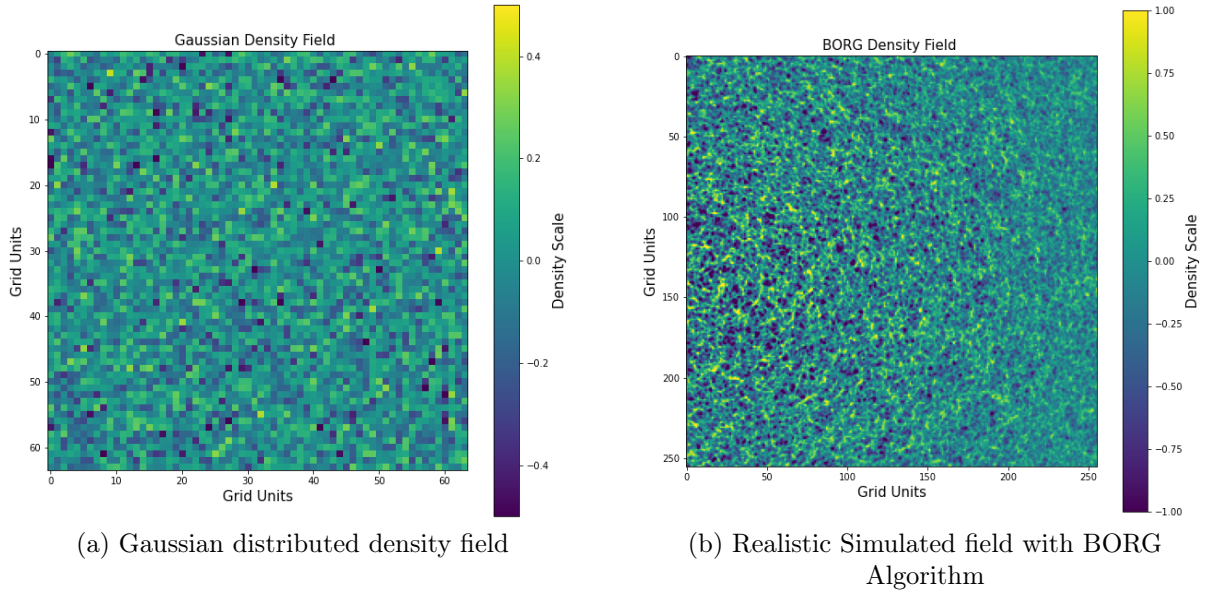 Gaussian Density Field
0
10
20
30
40
50
60
0 10 20 30 40 50 60
Grid Units
Grid Units
0.4
0.2
0.0
−0.2
−0.4
Density Scale
(a) Gaussian distributed density field
BORG Density Field
0
50
100
150
200
250
0 50 100 150 200 250
Grid Units
Grid Units
1.00
0.75
0.50
0.25
0.00
−0.25
−0.50
−0.75
−1.00
Density Scale
(b) Realistic Simulated field with BORG
Algorithm